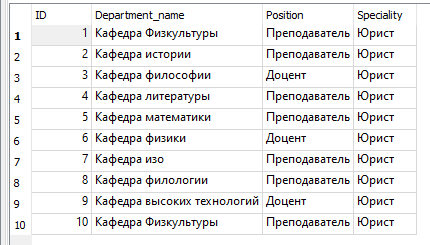 ID Department_name Position Speciality
1 1 Кафедра Физкультуры Преподаватель Юрист
2 2 Кафедра истории Преподаватель Юрист
3 3 Кафедра философии Доцент Юрист
4 4 Кафедра литературы Преподаватель Юрист
5 5 Кафедра математики Преподаватель Юрист
6 6 Кафедра физики Доцент Юрист
7 7 Кафедра изо Преподаватель Юрист
8 8 Кафедра филологии Преподаватель Юрист
9 9 Кафедра высоких технологий Доцент Юрист
10 10 Кафедра Физкультуры Преподаватель Юрист